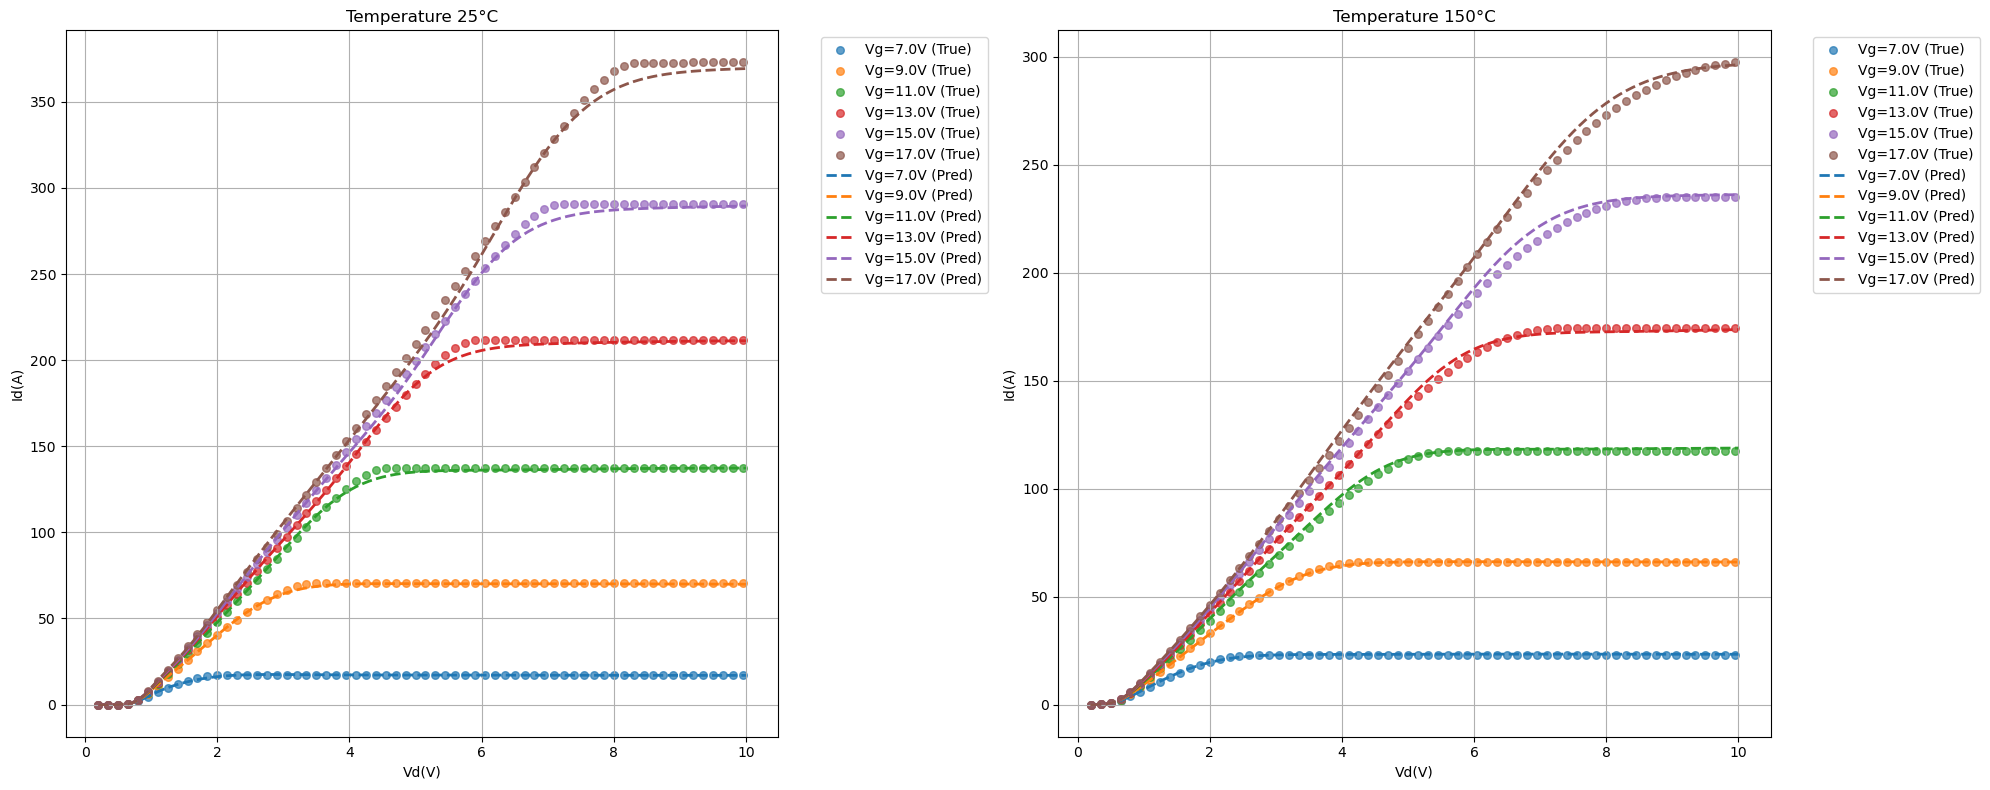 Temperature 25°C
350
300
250
200
150
100
50
0
Id(A)
0 2 4 6 8 10
Vd(V)
Vg=7.0V (True)
Vg=9.0V (True)
Vg=11.0V (True)
Vg=13.0V (True)
Vg=15.0V (True)
Vg=17.0V (True)
Vg=7.0V (Pred)
Vg=9.0V (Pred)
Vg=11.0V (Pred)
Vg=13.0V (Pred)
Vg=15.0V (Pred)
Vg=17.0V (Pred)
Temperature 150°C
300
250
200
150
100
50
0
Id(A)
0 2 4 6 8 10
Vd(V)
Vg=7.0V (True)
Vg=9.0V (True)
Vg=11.0V (True)
Vg=13.0V (True)
Vg=15.0V (True)
Vg=17.0V (True)
Vg=7.0V (Pred)
Vg=9.0V (Pred)
Vg=11.0V (Pred)
Vg=13.0V (Pred)
Vg=15.0V (Pred)
Vg=17.0V (Pred)